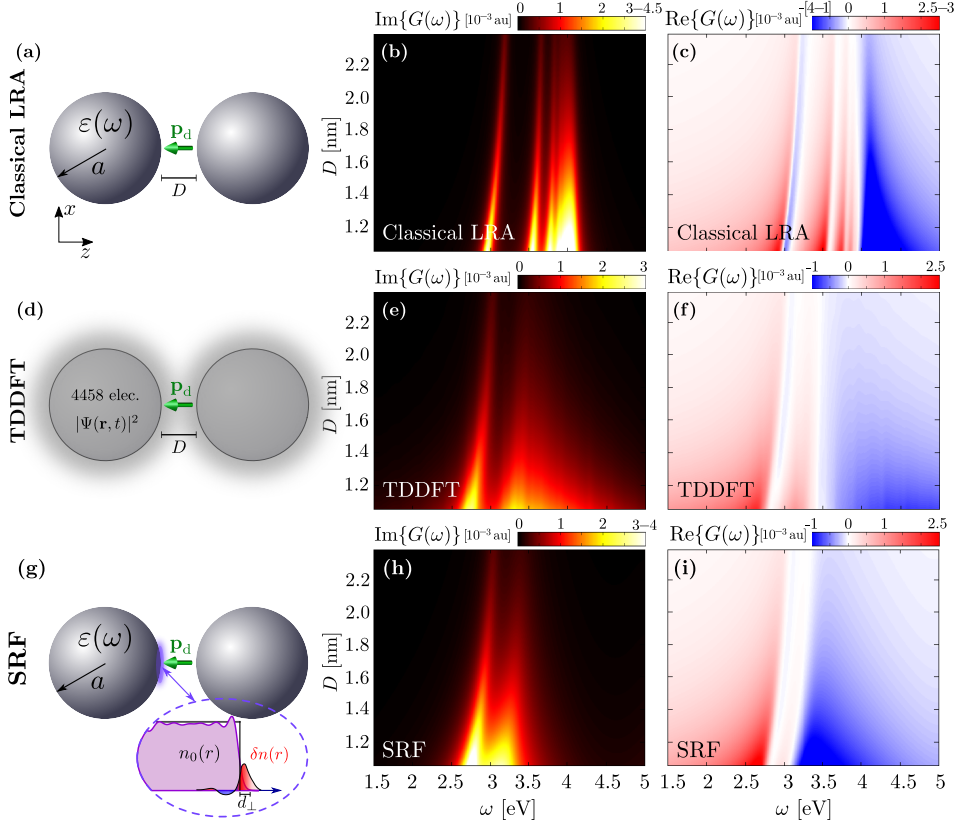 Classical LRA
(a)
ε(ω)
a
p_d
D
x
z
Im{G(ω)} [10⁻³ au] 0 1 2 3−4.5
(b)
D [nm]
2.2
2.0
1.8
1.6
1.4
1.2
Classical LRA
Re{G(ω)} [10⁻³ au] -[4−1] 0 1 2.5−3
(c)
Classical LRA
TDDFT
(d)
4458 elec.
|Ψ(r, t)|²
p_d
D
Im{G(ω)} [10⁻³ au] 0 1 2 3
(e)
D [nm]
2.2
2.0
1.8
1.6
1.4
1.2
TDDFT
Re{G(ω)} [10⁻³ au] -1 0 1 2.5
(f)
TDDFT
SRF
(g)
ε(ω)
a
p_d
n₀(r)
δn(r)
d⊥
Im{G(ω)} [10⁻³ au] 0 1 2 3−4
(h)
D [nm]
2.2
2.0
1.8
1.6
1.4
1.2
SRF
1.5 2 2.5 3 3.5 4 4.5 5
ω [eV]
Re{G(ω)} [10⁻³ au] -1 0 1 2.5
(i)
SRF
1.5 2 2.5 3 3.5 4 4.5 5
ω [eV]